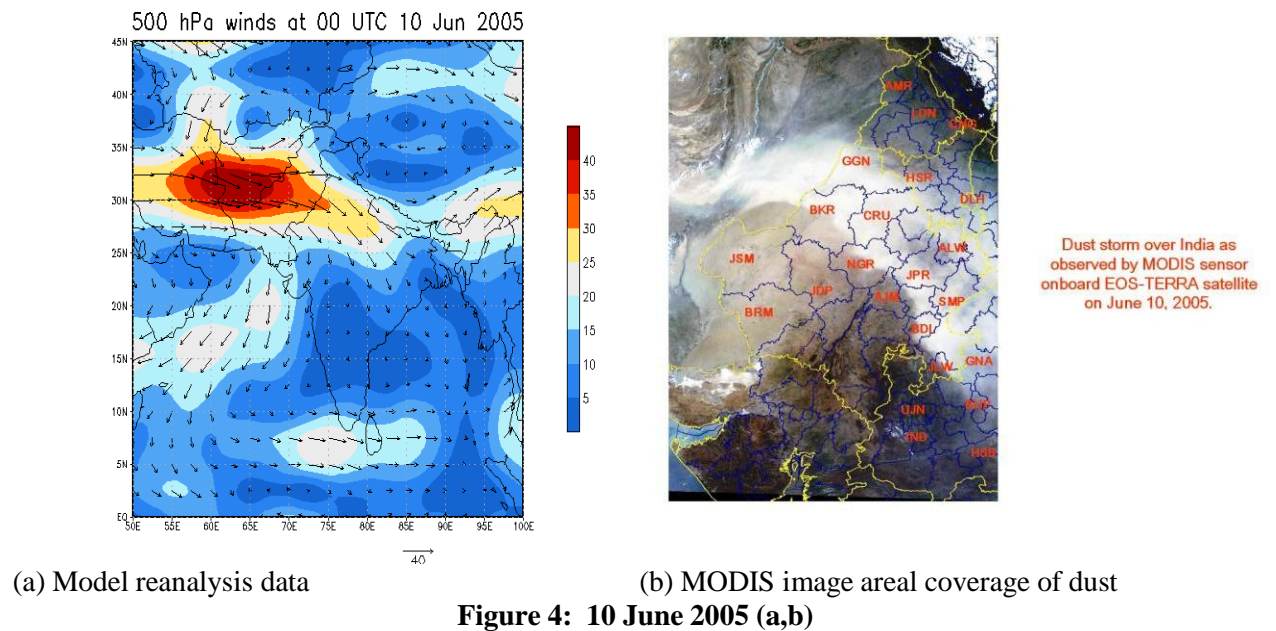 500 hPa winds at 00 UTC 10 Jun 2005
45N
40N
35N
30N
25N
20N
15N
10N
5N
EQ
50E 55E 60E 65E 70E 75E 80E 85E 90E 95E 100E
40
40
35
30
25
20
15
10
5
AMR
LDN
GGN
HSR
DLH
BKR
CRU
ALW
JSM
NGR
JPR
JDP
AJM
SMP
BRM
BDI
GNA
JLW
UJN
IND
HSB
Dust storm over India as
observed by MODIS sensor
onboard EOS-TERRA satellite
on June 10, 2005.
(a) Model reanalysis data
(b) MODIS image areal coverage of dust
Figure 4: 10 June 2005 (a,b)